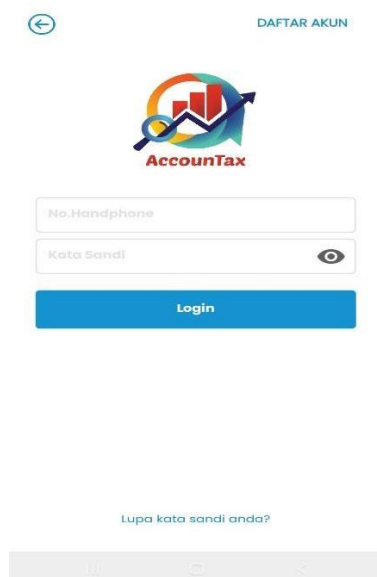 DAFTAR AKUN
AccounTax
No.Handphone
Kata Sandi
Login
Lupa kata sandi anda?